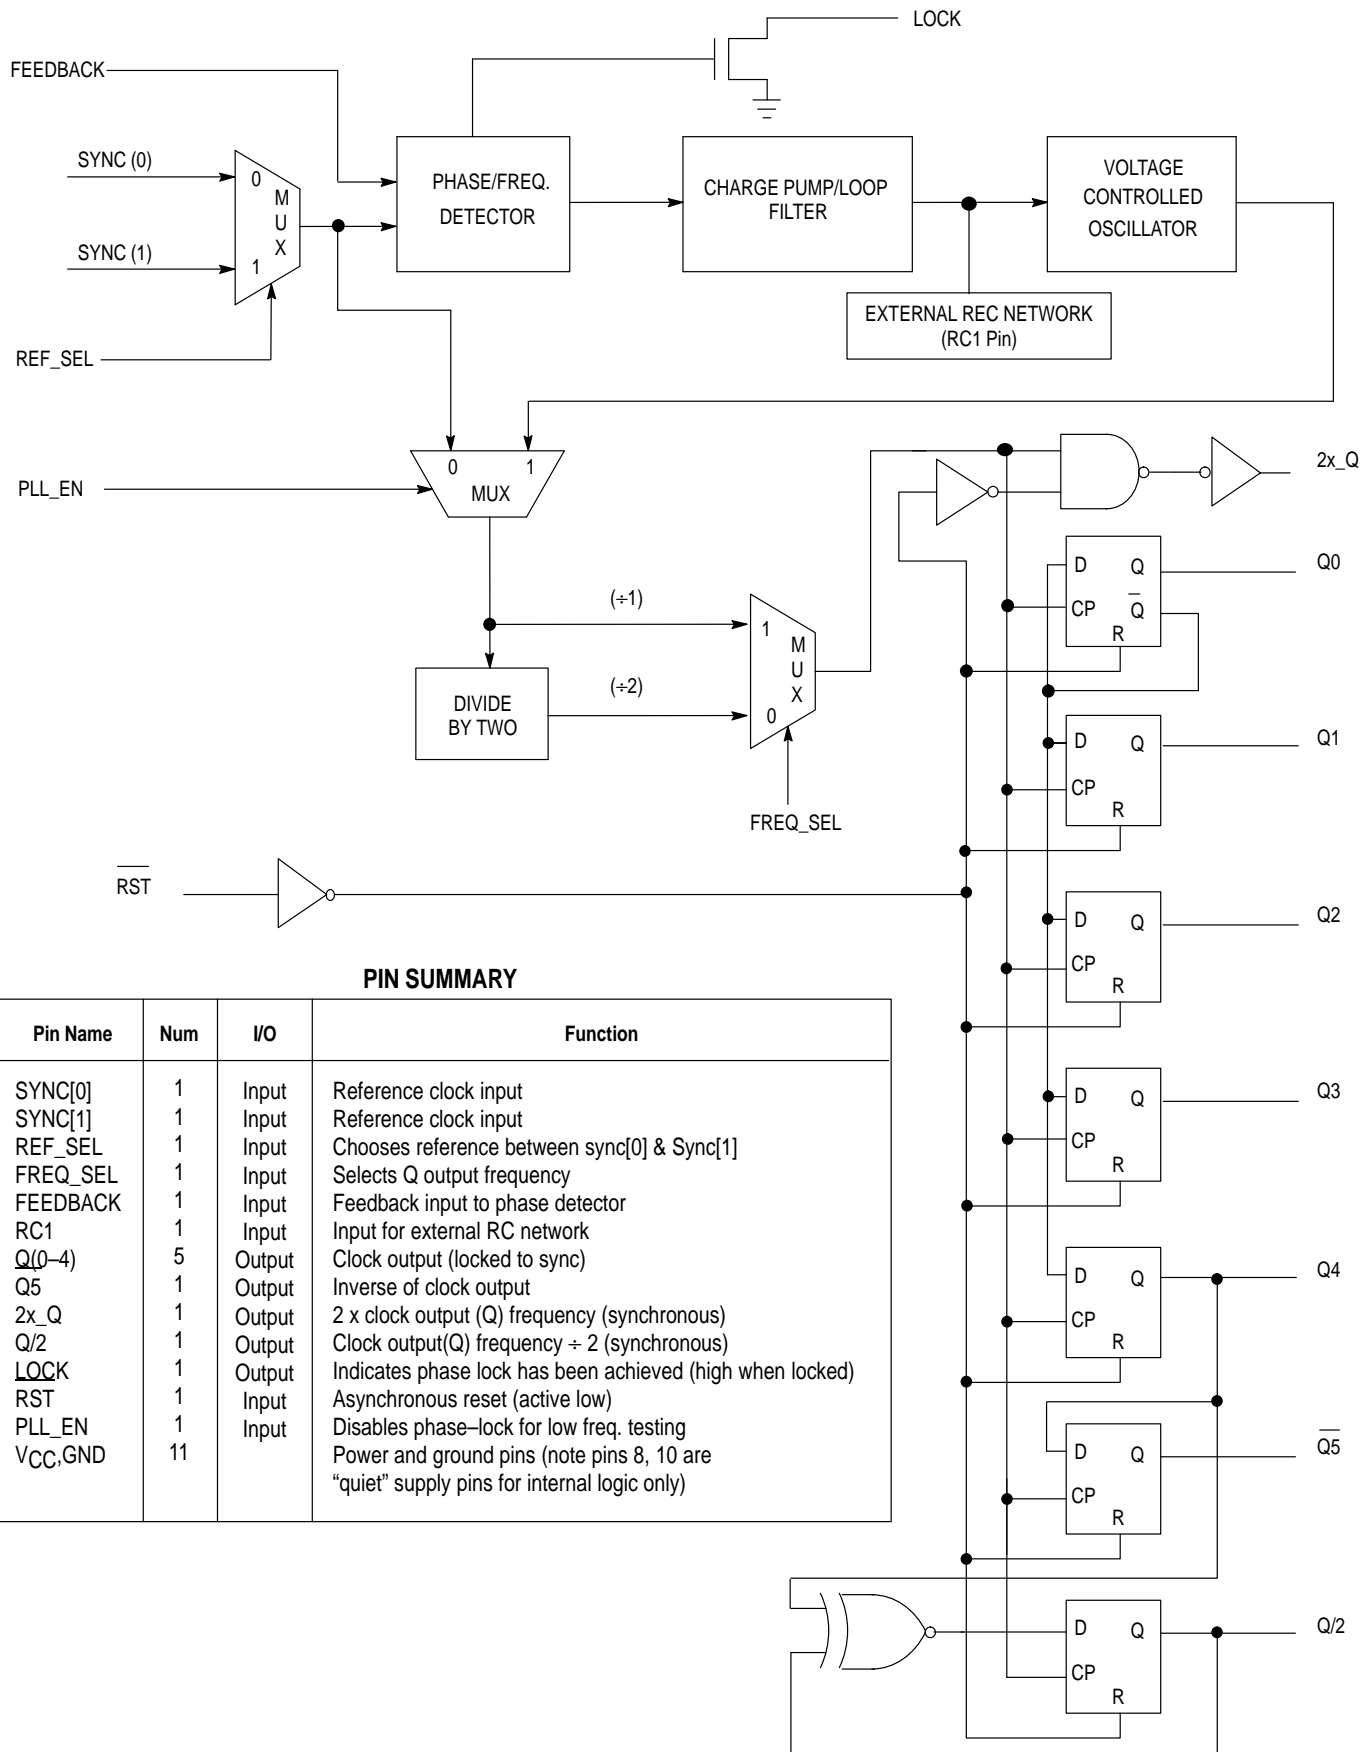 LOCK
FEEDBACK
SYNC (0)
SYNC (1)
0
M
U
X
1
REF_SEL
PHASE/FREQ.
DETECTOR
CHARGE PUMP/LOOP
FILTER
VOLTAGE
CONTROLLED
OSCILLATOR
EXTERNAL REC NETWORK
(RC1 Pin)
PLL_EN
0 1
MUX
2x_Q
(÷1)
(÷2)
DIVIDE
BY TWO
1
M
U
X
0
FREQ_SEL
D Q
CP Q̅
R
Q0
D Q
CP
R
Q1
R̅S̅T̅
D Q
CP
R
Q2
D Q
CP
R
Q3
D Q
CP
R
Q4
D Q
CP
R
Q̅5̅
D Q
CP
R
Q/2
PIN SUMMARY
Pin Name Num I/O Function
SYNC[0] 1 Input Reference clock input
SYNC[1] 1 Input Reference clock input
REF_SEL 1 Input Chooses reference between sync[0] & Sync[1]
FREQ_SEL 1 Input Selects Q output frequency
FEEDBACK 1 Input Feedback input to phase detector
RC1 1 Input Input for external RC network
Q(0–4) 5 Output Clock output (locked to sync)
Q̅5̅ 1 Output Inverse of clock output
2x_Q 1 Output 2 x clock output (Q) frequency (synchronous)
Q/2 1 Output Clock output(Q) frequency ÷ 2 (synchronous)
LOCK 1 Output Indicates phase lock has been achieved (high when locked)
R̅S̅T̅ 1 Input Asynchronous reset (active low)
PLL_EN 1 Input Disables phase–lock for low freq. testing
VCC,GND 11 Power and ground pins (note pins 8, 10 are
“quiet” supply pins for internal logic only)